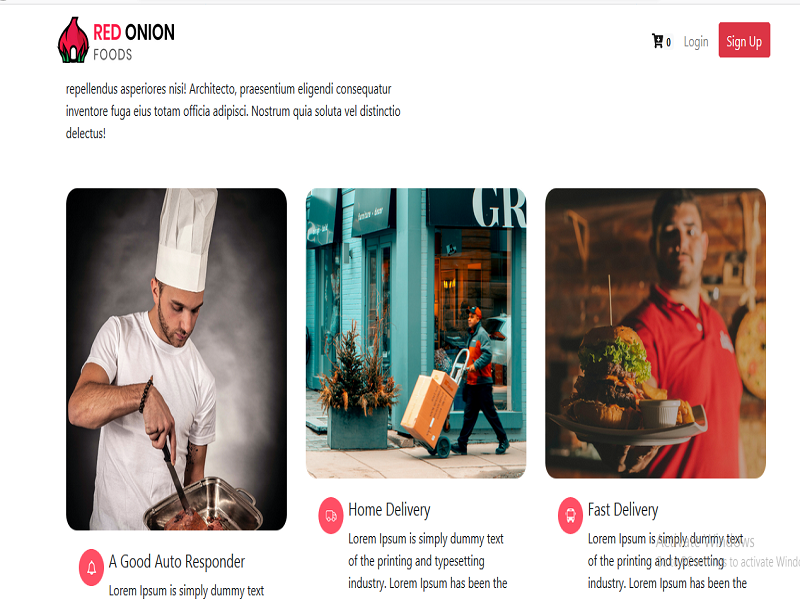 RED ONION
FOODS
0
Login
Sign Up
repellendus asperiores nisi! Architecto, praesentium eligendi consequatur
inventore fuga eius totam officia adipisci. Nostrum quia soluta vel distinctio
delectus!
GR
A Good Auto Responder
Lorem Ipsum is simply dummy text
Home Delivery
Lorem Ipsum is simply dummy text
of the printing and typesetting
industry. Lorem Ipsum has been the
Fast Delivery
Lorem Ipsum is simply dummy text
of the printing and typesetting
industry. Lorem Ipsum has been the
Activate Windows
to activate Windo